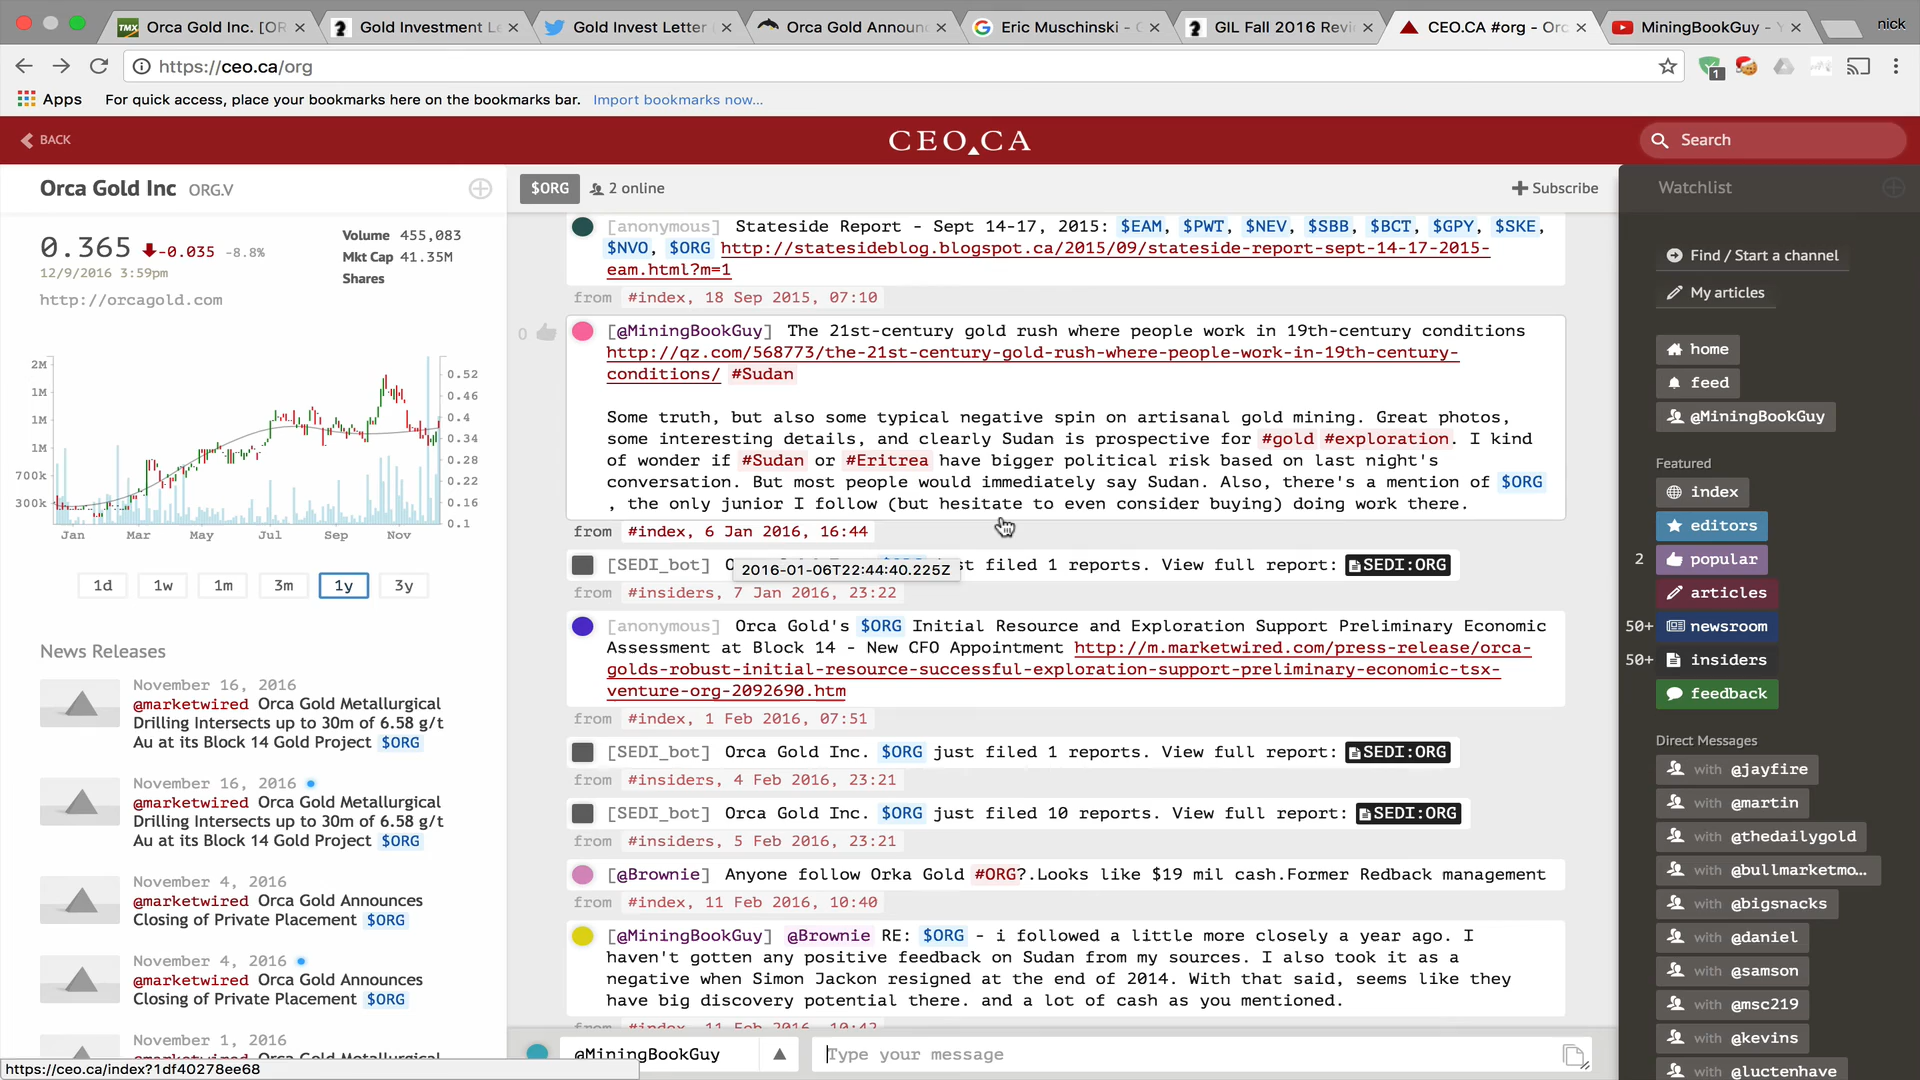 Orca Gold Inc. [OR
Gold Investment Le
Gold Invest Letter (
Orca Gold Announc
Eric Muschinski - G
GIL Fall 2016 Revi
CEO.CA #org - Orc
MiningBookGuy - Y
nick
https://ceo.ca/org
1
Apps
For quick access, place your bookmarks here on the bookmarks bar.
Import bookmarks now...
BACK
CEO.CA
Search
Orca Gold Inc ORG.V
0.365 -0.035 -8.8%
12/9/2016 3:59pm
http://orcagold.com
Volume 455,083
Mkt Cap 41.35M
Shares
2M
1M
1M
1M
700k
300k
0.52
0.46
0.4
0.34
0.28
0.22
0.16
0.1
Jan Mar May Jul Sep Nov
1d 1w 1m 3m 1y 3y
News Releases
November 16, 2016
@marketwired Orca Gold Metallurgical
Drilling Intersects up to 30m of 6.58 g/t
Au at its Block 14 Gold Project $ORG
November 16, 2016
@marketwired Orca Gold Metallurgical
Drilling Intersects up to 30m of 6.58 g/t
Au at its Block 14 Gold Project $ORG
November 4, 2016
@marketwired Orca Gold Announces
Closing of Private Placement $ORG
November 4, 2016
@marketwired Orca Gold Announces
Closing of Private Placement $ORG
November 1, 2016
@marketwired Orca Gold Metallurgical
https://ceo.ca/index?1df40278ee68
$ORG 2 online
Subscribe
[anonymous] Stateside Report - Sept 14-17, 2015: $EAM, $PWT, $NEV, $SBB, $BCT, $GPY, $SKE,
$NVO, $ORG http://statesideblog.blogspot.ca/2015/09/stateside-report-sept-14-17-2015-
eam.html?m=1
from #index, 18 Sep 2015, 07:10
0
[@MiningBookGuy] The 21st-century gold rush where people work in 19th-century conditions
http://qz.com/568773/the-21st-century-gold-rush-where-people-work-in-19th-century-
conditions/ #Sudan
Some truth, but also some typical negative spin on artisanal gold mining. Great photos,
some interesting details, and clearly Sudan is prospective for #gold #exploration. I kind
of wonder if #Sudan or #Eritrea have bigger political risk based on last night's
conversation. But most people would immediately say Sudan. Also, there's a mention of $ORG
, the only junior I follow (but hesitate to even consider buying) doing work there.
from #index, 6 Jan 2016, 16:44
[SEDI_bot] O st filed 1 reports. View full report: SEDI:ORG
2016-01-06T22:44:40.225Z
from #insiders, 7 Jan 2016, 23:22
[anonymous] Orca Gold's $ORG Initial Resource and Exploration Support Preliminary Economic
Assessment at Block 14 - New CFO Appointment http://m.marketwired.com/press-release/orca-
golds-robust-initial-resource-successful-exploration-support-preliminary-economic-tsx-
venture-org-2092690.htm
from #index, 1 Feb 2016, 07:51
[SEDI_bot] Orca Gold Inc. $ORG just filed 1 reports. View full report: SEDI:ORG
from #insiders, 4 Feb 2016, 23:21
[SEDI_bot] Orca Gold Inc. $ORG just filed 10 reports. View full report: SEDI:ORG
from #insiders, 5 Feb 2016, 23:21
[@Brownie] Anyone follow Orka Gold #ORG?.Looks like $19 mil cash.Former Redback management
from #index, 11 Feb 2016, 10:40
[@MiningBookGuy] @Brownie RE: $ORG - i followed a little more closely a year ago. I
haven't gotten any positive feedback on Sudan from my sources. I also took it as a
negative when Simon Jackon resigned at the end of 2014. With that said, seems like they
have big discovery potential there. and a lot of cash as you mentioned.
from #index, 11 Feb 2016, 10:42
@MiningBookGuy
Type your message
Watchlist
Find / Start a channel
My articles
home
feed
@MiningBookGuy
Featured
index
editors
2 popular
articles
50+ newsroom
50+ insiders
feedback
Direct Messages
with @jayfire
with @martin
with @thedailygold
with @bullmarketmo...
with @bigsnacks
with @daniel
with @samson
with @msc219
with @kevins
with @luctenhave